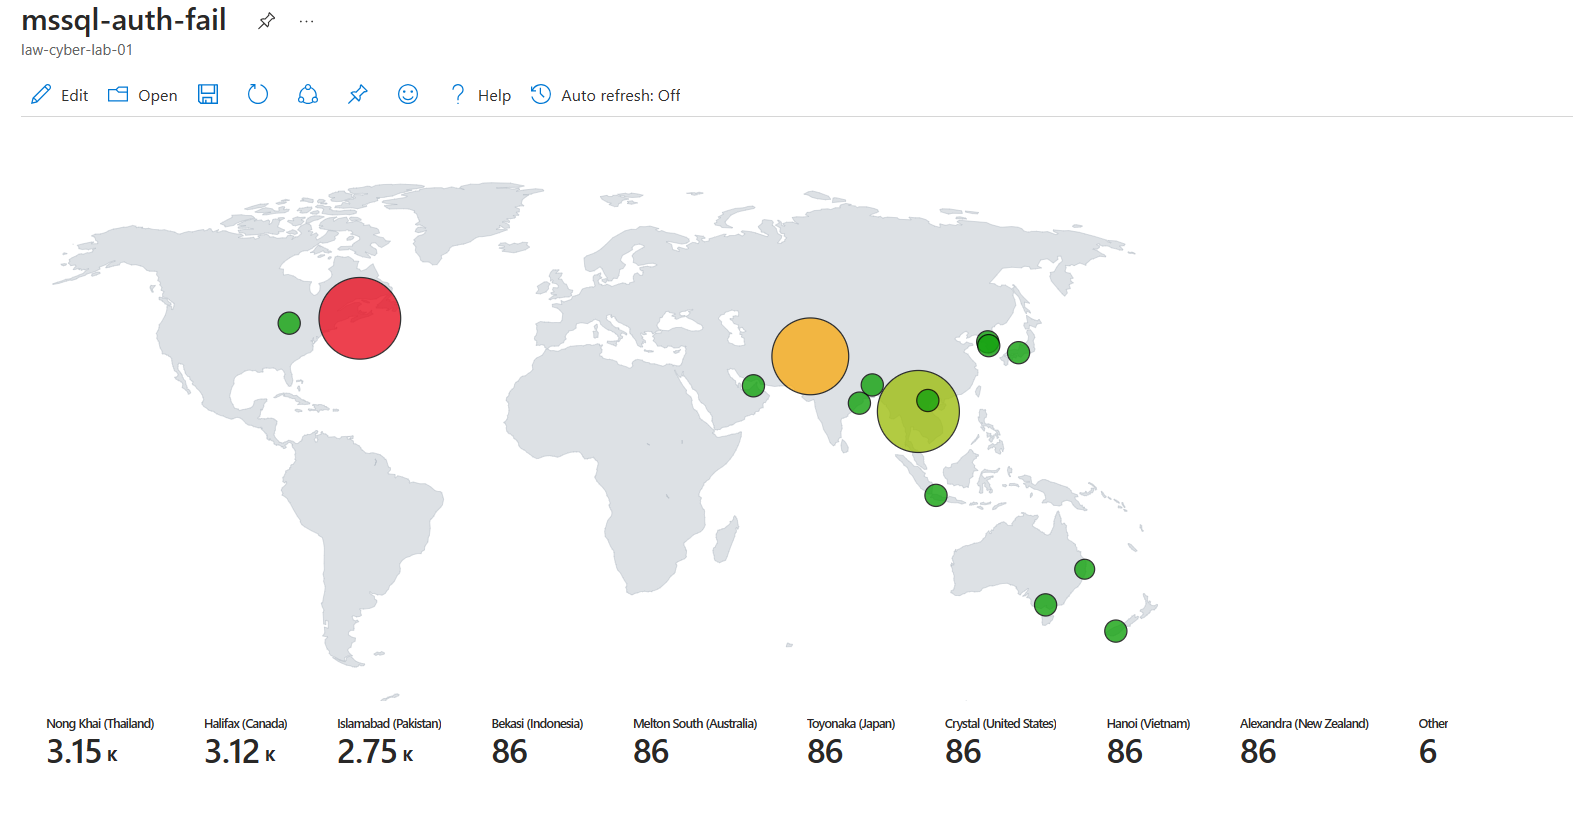 mssql-auth-fail
law-cyber-lab-01
Edit Open Help Auto refresh: Off
Nong Khai (Thailand) Halifax (Canada) Islamabad (Pakistan) Bekasi (Indonesia) Melton South (Australia) Toyonaka (Japan) Crystal (United States) Hanoi (Vietnam) Alexandra (New Zealand) Other
3.15 K 3.12 K 2.75 K 86 86 86 86 86 86 6